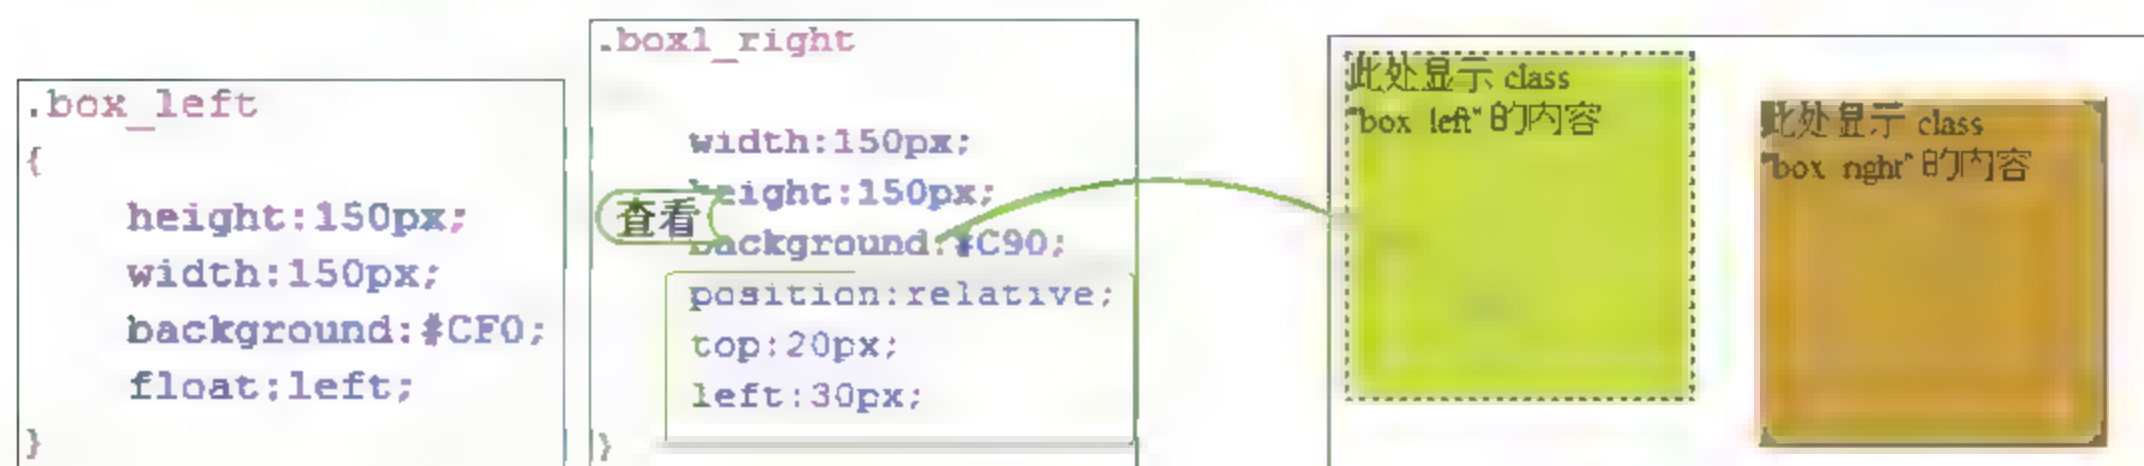 .box_left
{
height:150px;
width:150px;
background:#CF0;
float:left;
}
.box1_right
width:150px;
height:150px;
查看
background:#C90;
position:relative;
top:20px;
left:30px;
}
此处显示 class
"box left" 的内容
此处显示 class
"box right" 的内容